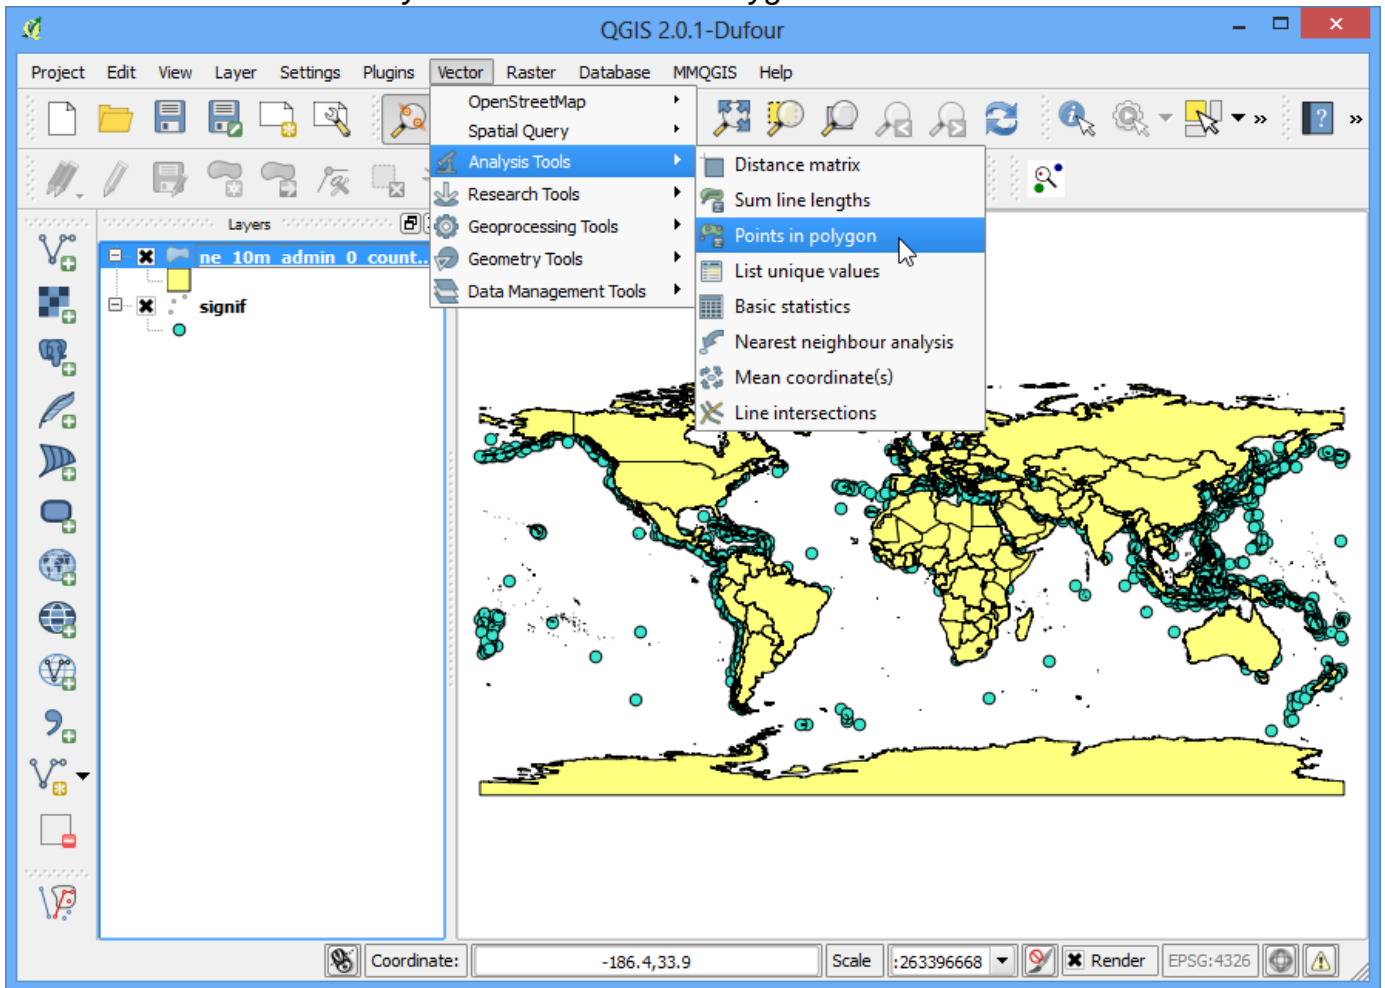 QGIS 2.0.1-Dufour
Project Edit View Layer Settings Plugins Vector Raster Database MMQGIS Help
OpenStreetMap
Spatial Query
Analysis Tools
Research Tools
Geoprocessing Tools
Geometry Tools
Data Management Tools
Distance matrix
Sum line lengths
Points in polygon
List unique values
Basic statistics
Nearest neighbour analysis
Mean coordinate(s)
Line intersections
Layers
ne_10m_admin_0_count...
signif
Coordinate: -186.4,33.9 Scale :263396668 Render EPSG:4326